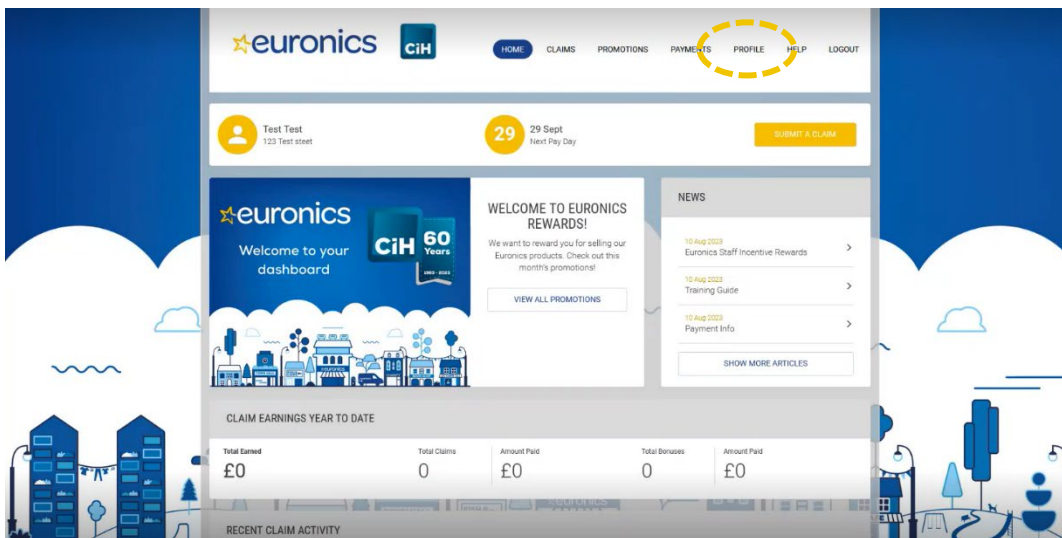 euronics CiH
HOME CLAIMS PROMOTIONS PAYMENTS PROFILE HELP LOGOUT
Test Test
123 Test steet
29
29 Sept
Next Pay Day
SUBMIT A CLAIM
euronics
Welcome to your
dashboard
CiH 60
Years
WELCOME TO EURONICS
REWARDS!
We want to reward you for selling our
Euronics products. Check out this
month's promotions!
VIEW ALL PROMOTIONS
NEWS
10 Aug 2023
Euronics Staff Incentive Rewards
10 Aug 2023
Training Guide
10 Aug 2023
Payment Info
SHOW MORE ARTICLES
CLAIM EARNINGS YEAR TO DATE
Total Earned Total Claims Amount Paid Total Bonuses Amount Paid
£0 0 £0 0 £0
RECENT CLAIM ACTIVITY